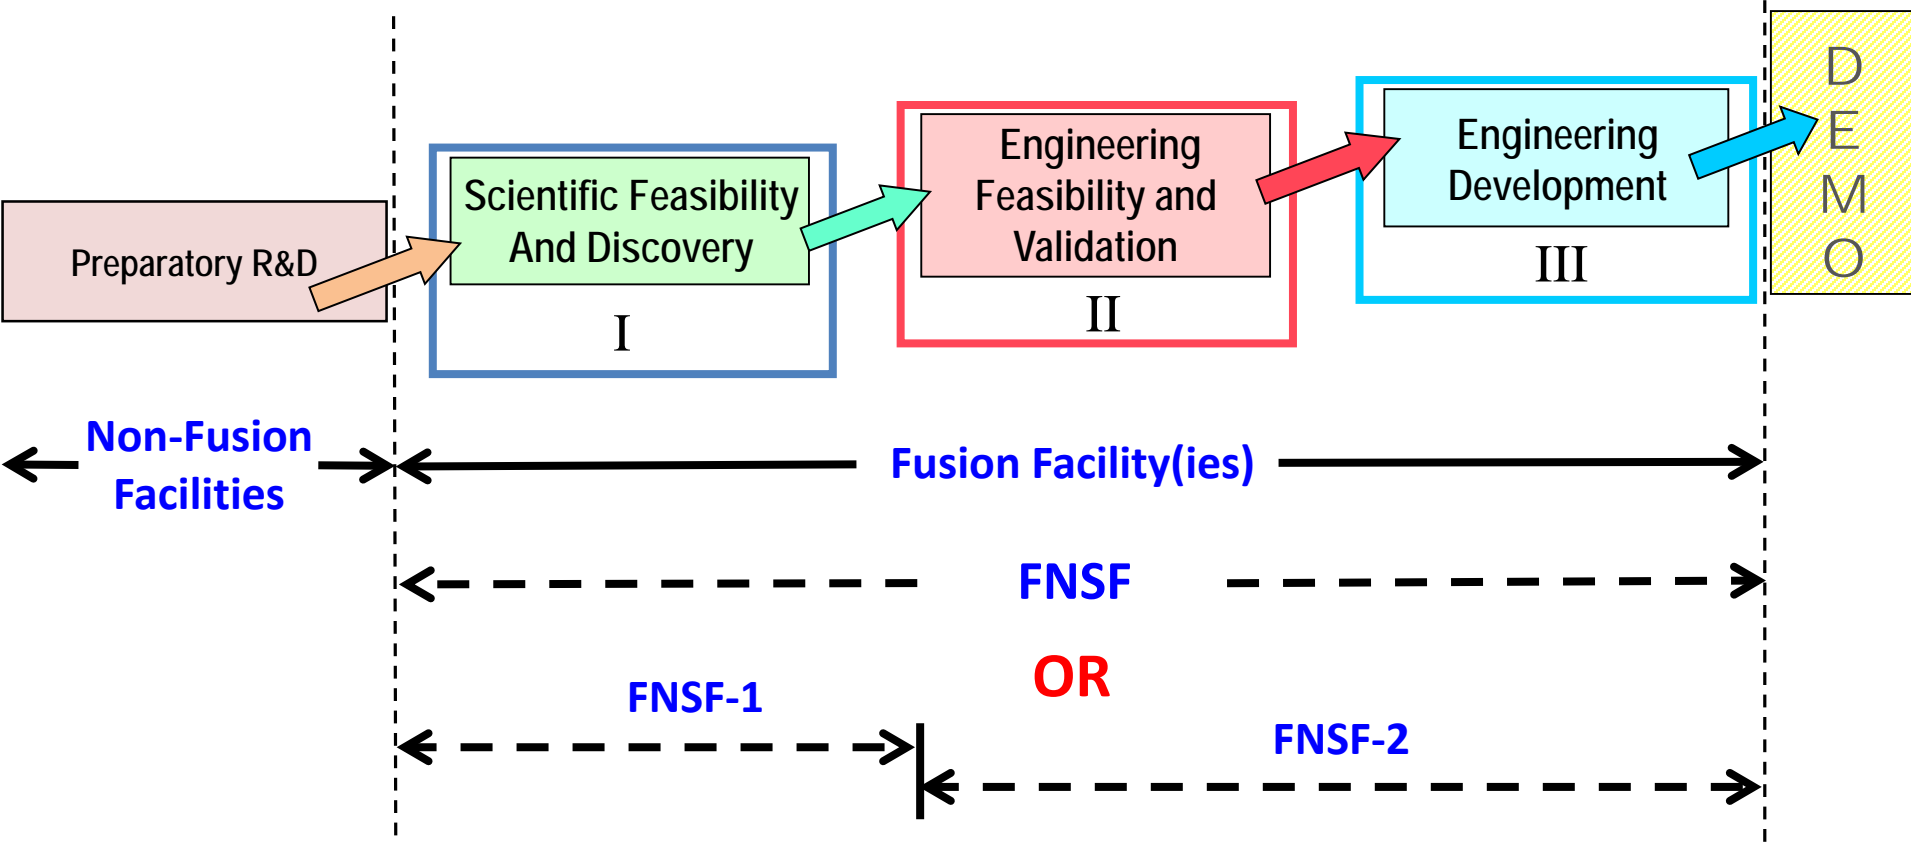 Preparatory R&D
Scientific Feasibility
And Discovery
I
Engineering
Feasibility and
Validation
II
Engineering
Development
III
D
E
M
O
Non-Fusion
Facilities
Fusion Facility(ies)
FNSF
OR
FNSF-1
FNSF-2